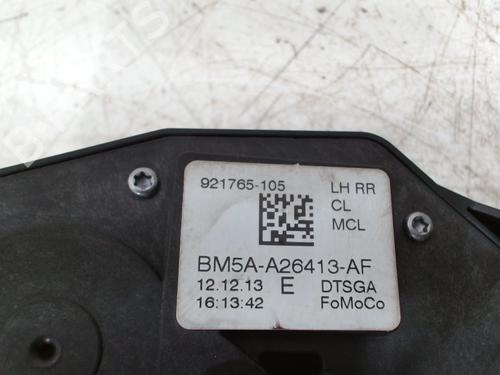 921765-105 LH RR
CL
MCL
BM5A-A26413-AF
12.12.13 E DTSGA
16:13:42 FoMoCo